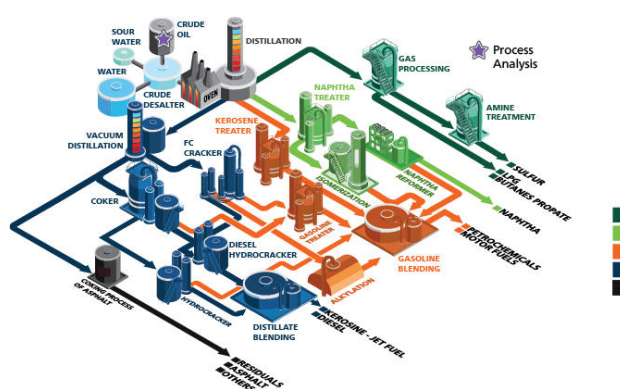 SOUR
WATER
CRUDE
OIL
DISTILLATION
Process
Analysis
WATER
CRUDE
DESALTER
OVEN
GAS
PROCESSING
NAPHTHA
TREATER
AMINE
TREATMENT
KEROSENE
TREATER
VACUUM
DISTILLATION
FC
CRACKER
ISOMERIZATION
NAPHTHA
REFORMER
SULFUR
LPG
BUTANES PROPATE
NAPHTHA
COKER
GASOLINE
TREATER
PETROCHEMICALS
MOTOR FUELS
DIESEL
HYDROCRACKER
GASOLINE
BLENDING
COKING PROCESS
OF ASPHALT
HYDROCRACKER
ALKYLATION
DISTILLATE
BLENDING
KEROSINE - JET FUEL
DIESEL
RESIDUALS
ASPHALT
OTHERS